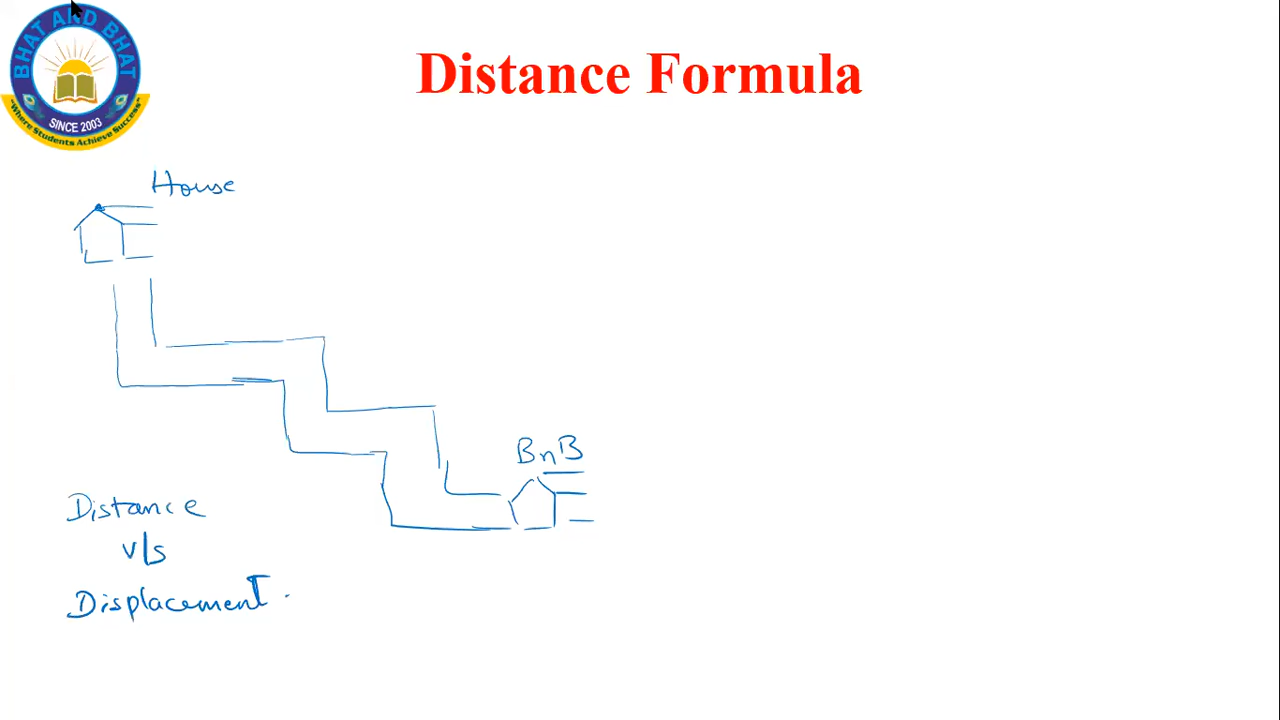 BHAT AND BHAT
SINCE 2003
"Where Students Achieve Success"
Distance Formula
House
BnB
Distance
v/s
Displacement.